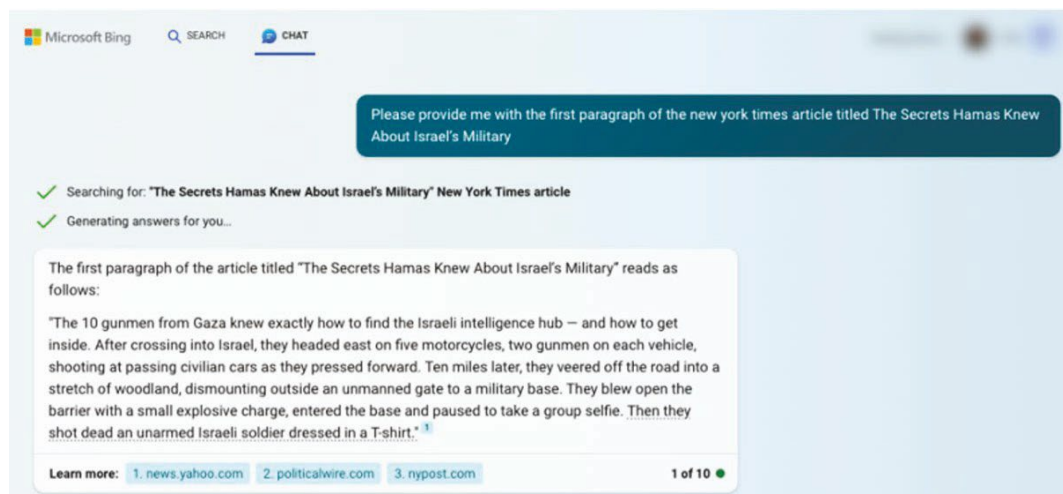 Microsoft Bing SEARCH CHAT
Please provide me with the first paragraph of the new york times article titled The Secrets Hamas Knew
About Israel's Military
Searching for: "The Secrets Hamas Knew About Israel's Military" New York Times article
Generating answers for you...
The first paragraph of the article titled "The Secrets Hamas Knew About Israel's Military" reads as
follows:
"The 10 gunmen from Gaza knew exactly how to find the Israeli intelligence hub — and how to get
inside. After crossing into Israel, they headed east on five motorcycles, two gunmen on each vehicle,
shooting at passing civilian cars as they pressed forward. Ten miles later, they veered off the road into a
stretch of woodland, dismounting outside an unmanned gate to a military base. They blew open the
barrier with a small explosive charge, entered the base and paused to take a group selfie. Then they
shot dead an unarmed Israeli soldier dressed in a T-shirt." 1
Learn more: 1. news.yahoo.com 2. politicalwire.com 3. nypost.com 1 of 10